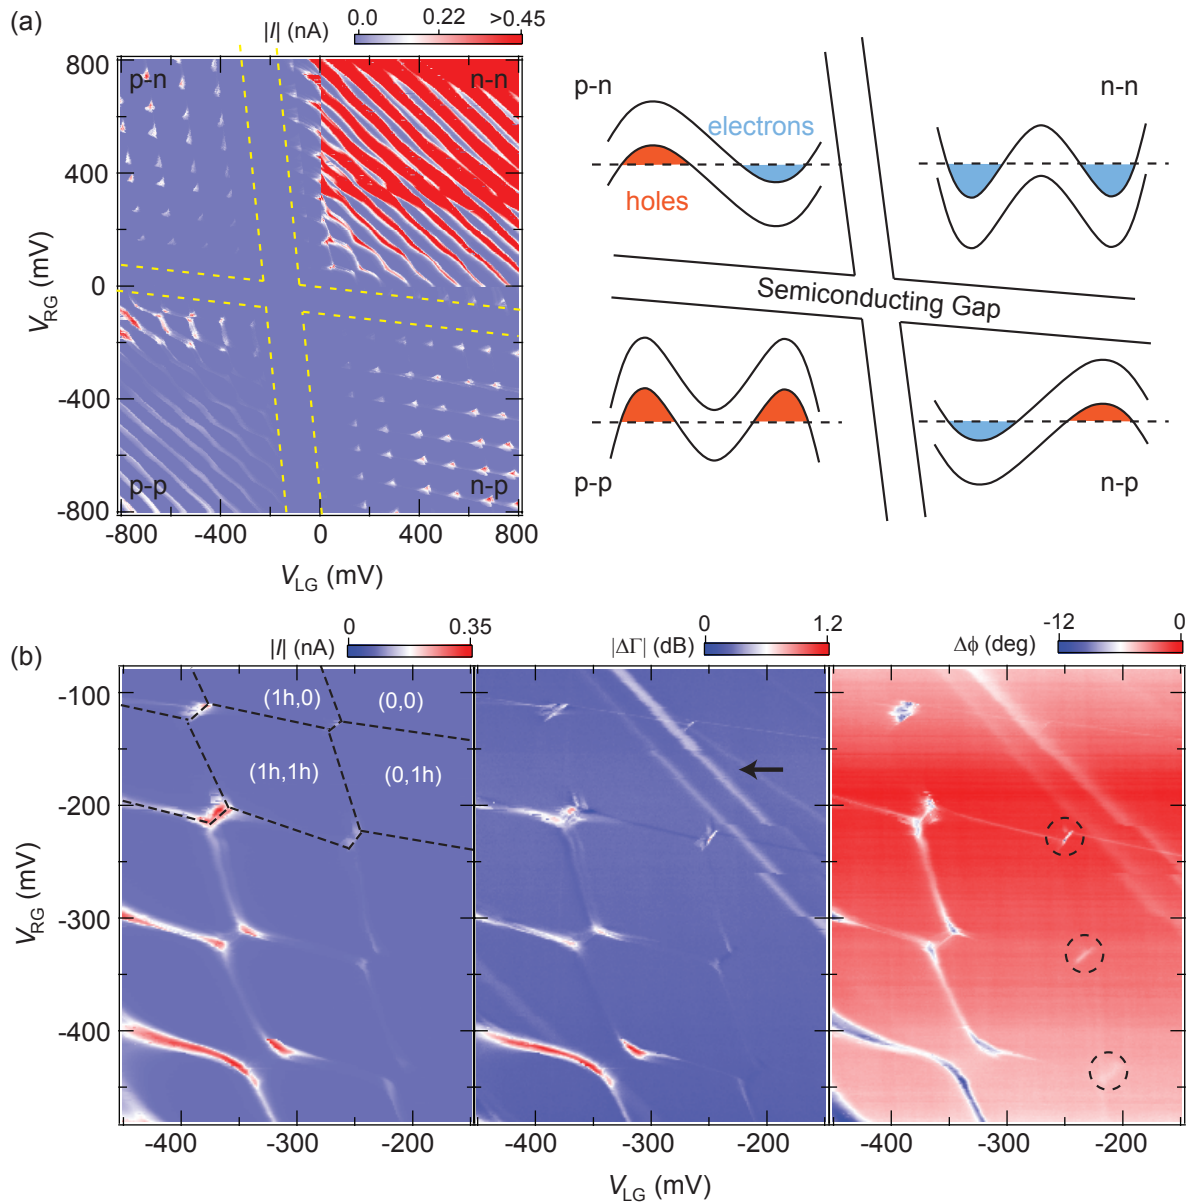 (a)
|I| (nA)
0.0 0.22 >0.45
800
400
0
-400
-800
V_RG (mV)
p-n
n-n
p-p
n-p
-800 -400 0 400 800
V_LG (mV)
p-n
n-n
electrons
holes
Semiconducting Gap
p-p
n-p
(b)
|I| (nA)
0 0.35
|ΔΓ| (dB)
0 1.2
Δϕ (deg)
-12 0
-100
-200
-300
-400
V_RG (mV)
(1h,0) (0,0)
(1h,1h) (0,1h)
-400 -300 -200
-400 -300 -200
-400 -300 -200
V_LG (mV)